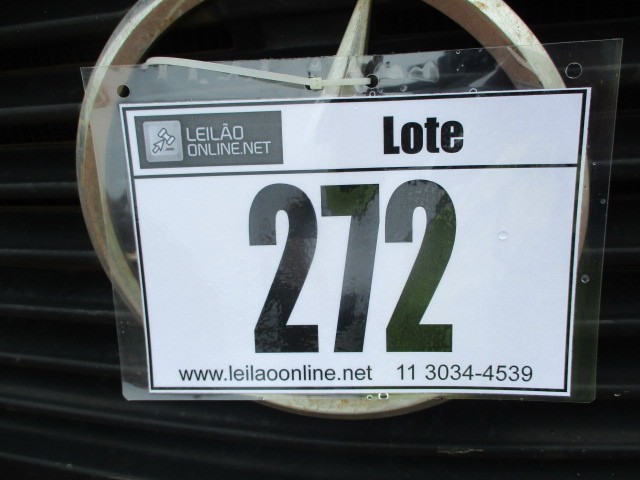 LEILÃO
ONLINE.NET
Lote
272
www.leilaoonline.net 11 3034-4539